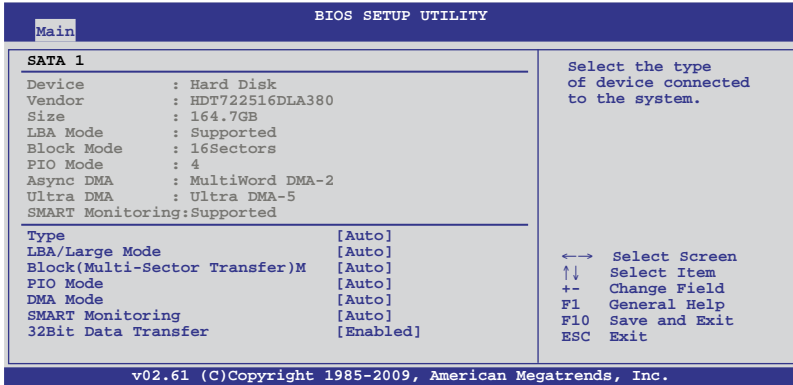 BIOS SETUP UTILITY
Main
SATA 1
Device : Hard Disk
Vendor : HDT722516DLA380
Size : 164.7GB
LBA Mode : Supported
Block Mode : 16Sectors
PIO Mode : 4
Async DMA : MultiWord DMA-2
Ultra DMA : Ultra DMA-5
SMART Monitoring:Supported
Type [Auto]
LBA/Large Mode [Auto]
Block(Multi-Sector Transfer)M [Auto]
PIO Mode [Auto]
DMA Mode [Auto]
SMART Monitoring [Auto]
32Bit Data Transfer [Enabled]
Select the type
of device connected
to the system.
←→ Select Screen
↑↓ Select Item
+- Change Field
F1 General Help
F10 Save and Exit
ESC Exit
v02.61 (C)Copyright 1985-2009, American Megatrends, Inc.